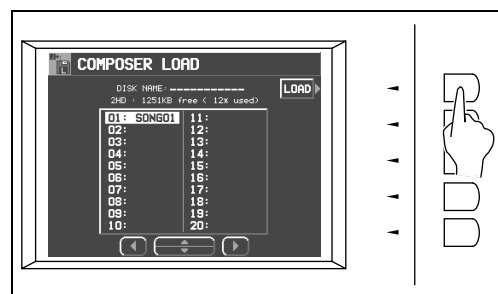 COMPOSER LOAD
DISK NAME:___________
LOAD
2HD : 1251KB free ( 12% used)
01: SONG01 11:
02: 12:
03: 13:
04: 14:
05: 15:
06: 16:
07: 17:
08: 18:
09: 19:
10: 20: